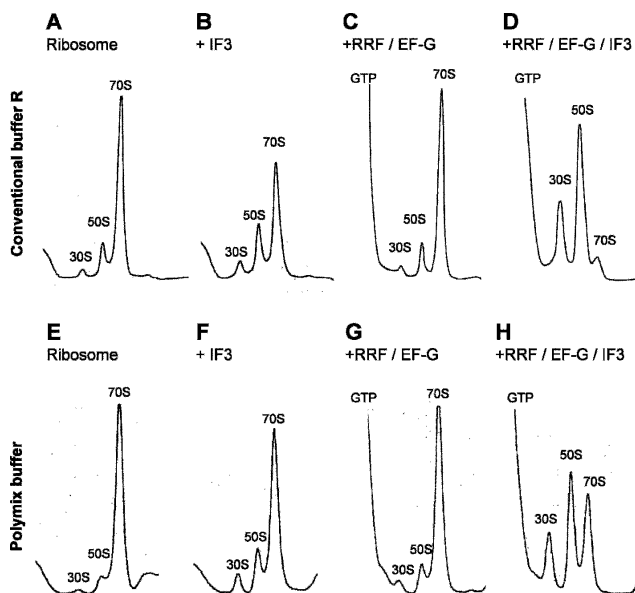 A
Ribosome
70S
50S
30S
B
+ IF3
70S
50S
30S
C
+RRF / EF-G
GTP
70S
50S
30S
D
+RRF / EF-G / IF3
GTP
50S
30S
70S
Conventional buffer R
E
Ribosome
70S
50S
30S
F
+ IF3
70S
50S
30S
G
+RRF / EF-G
GTP
70S
50S
30S
H
+RRF / EF-G / IF3
GTP
50S
70S
30S
Polymix buffer